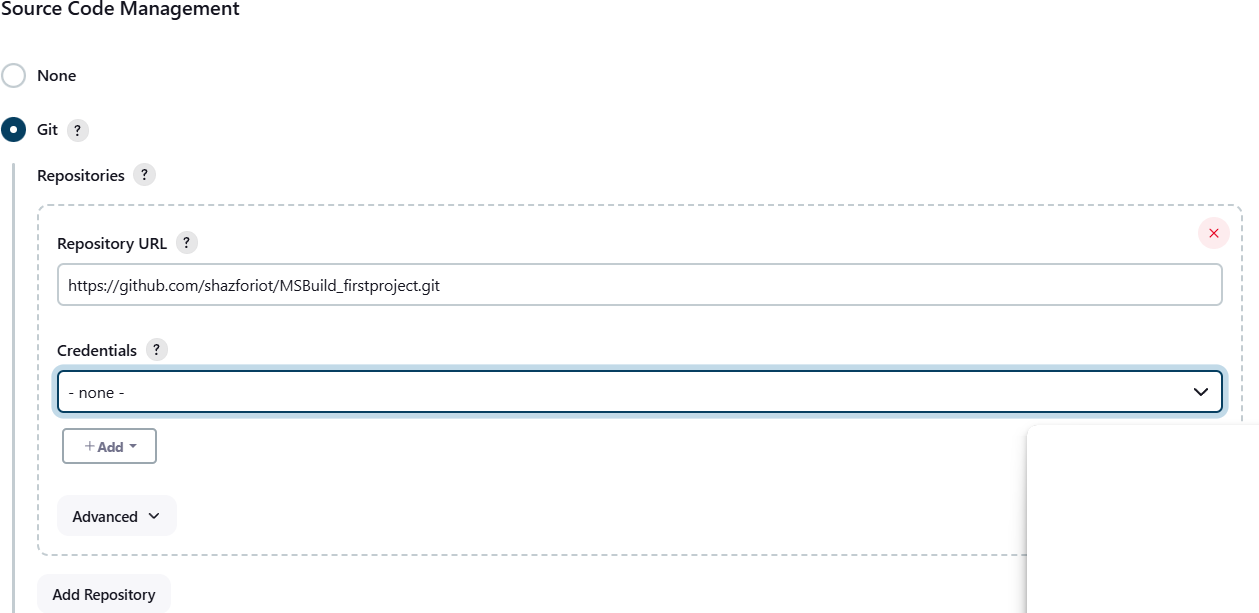 Source Code Management
None
Git ?
Repositories ?
Repository URL ?
https://github.com/shazforiot/MSBuild_firstproject.git
Credentials ?
- none -
+ Add
Advanced
Add Repository